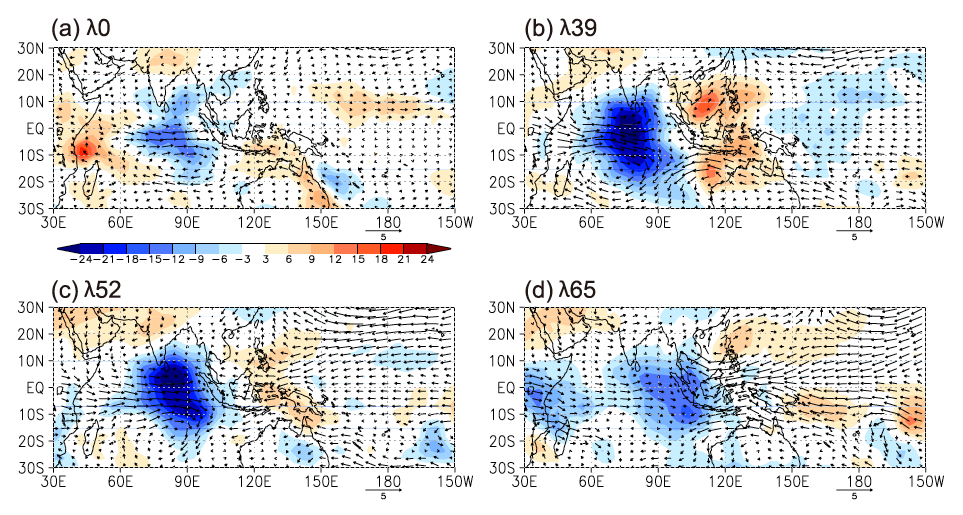 (a) λ0
30N
20N
10N
EQ
10S
20S
30S
30E 60E 90E 120E 150E 180 150W
5
(b) λ39
30N
20N
10N
EQ
10S
20S
30S
30E 60E 90E 120E 150E 180 150W
5
-24 -21 -18 -15 -12 -9 -6 -3 3 6 9 12 15 18 21 24
(c) λ52
30N
20N
10N
EQ
10S
20S
30S
30E 60E 90E 120E 150E 180 150W
5
(d) λ65
30N
20N
10N
EQ
10S
20S
30S
30E 60E 90E 120E 150E 180 150W
5